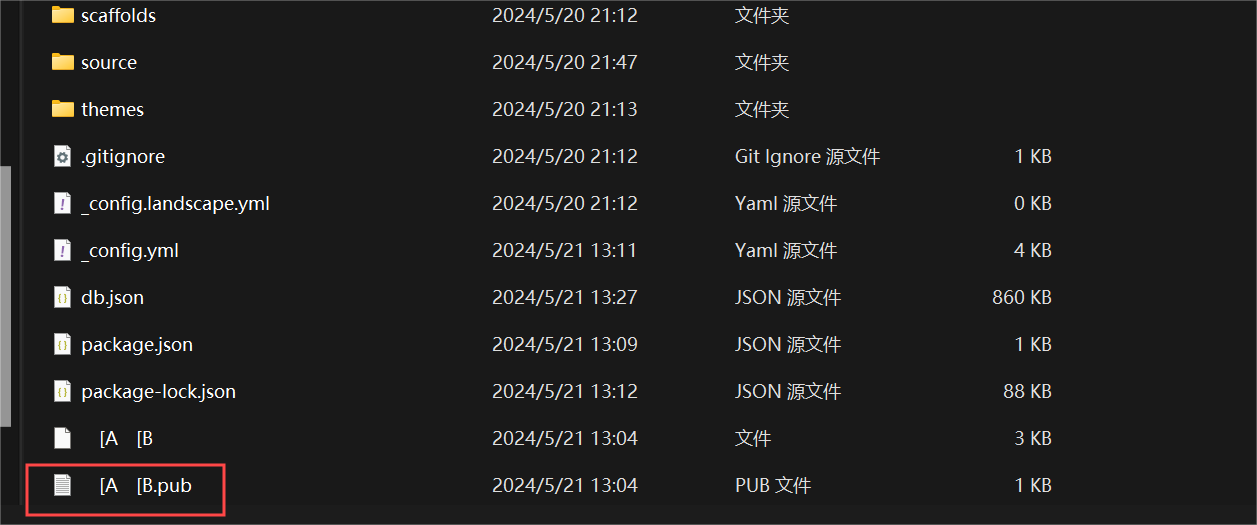 scaffolds 2024/5/20 21:12 文件夹
source 2024/5/20 21:47 文件夹
themes 2024/5/20 21:13 文件夹
.gitignore 2024/5/20 21:12 Git Ignore 源文件 1 KB
_config.landscape.yml 2024/5/20 21:12 Yaml 源文件 0 KB
_config.yml 2024/5/21 13:11 Yaml 源文件 4 KB
db.json 2024/5/21 13:27 JSON 源文件 860 KB
package.json 2024/5/21 13:09 JSON 源文件 1 KB
package-lock.json 2024/5/21 13:12 JSON 源文件 88 KB
[A [B 2024/5/21 13:04 文件 3 KB
[A [B.pub 2024/5/21 13:04 PUB 文件 1 KB